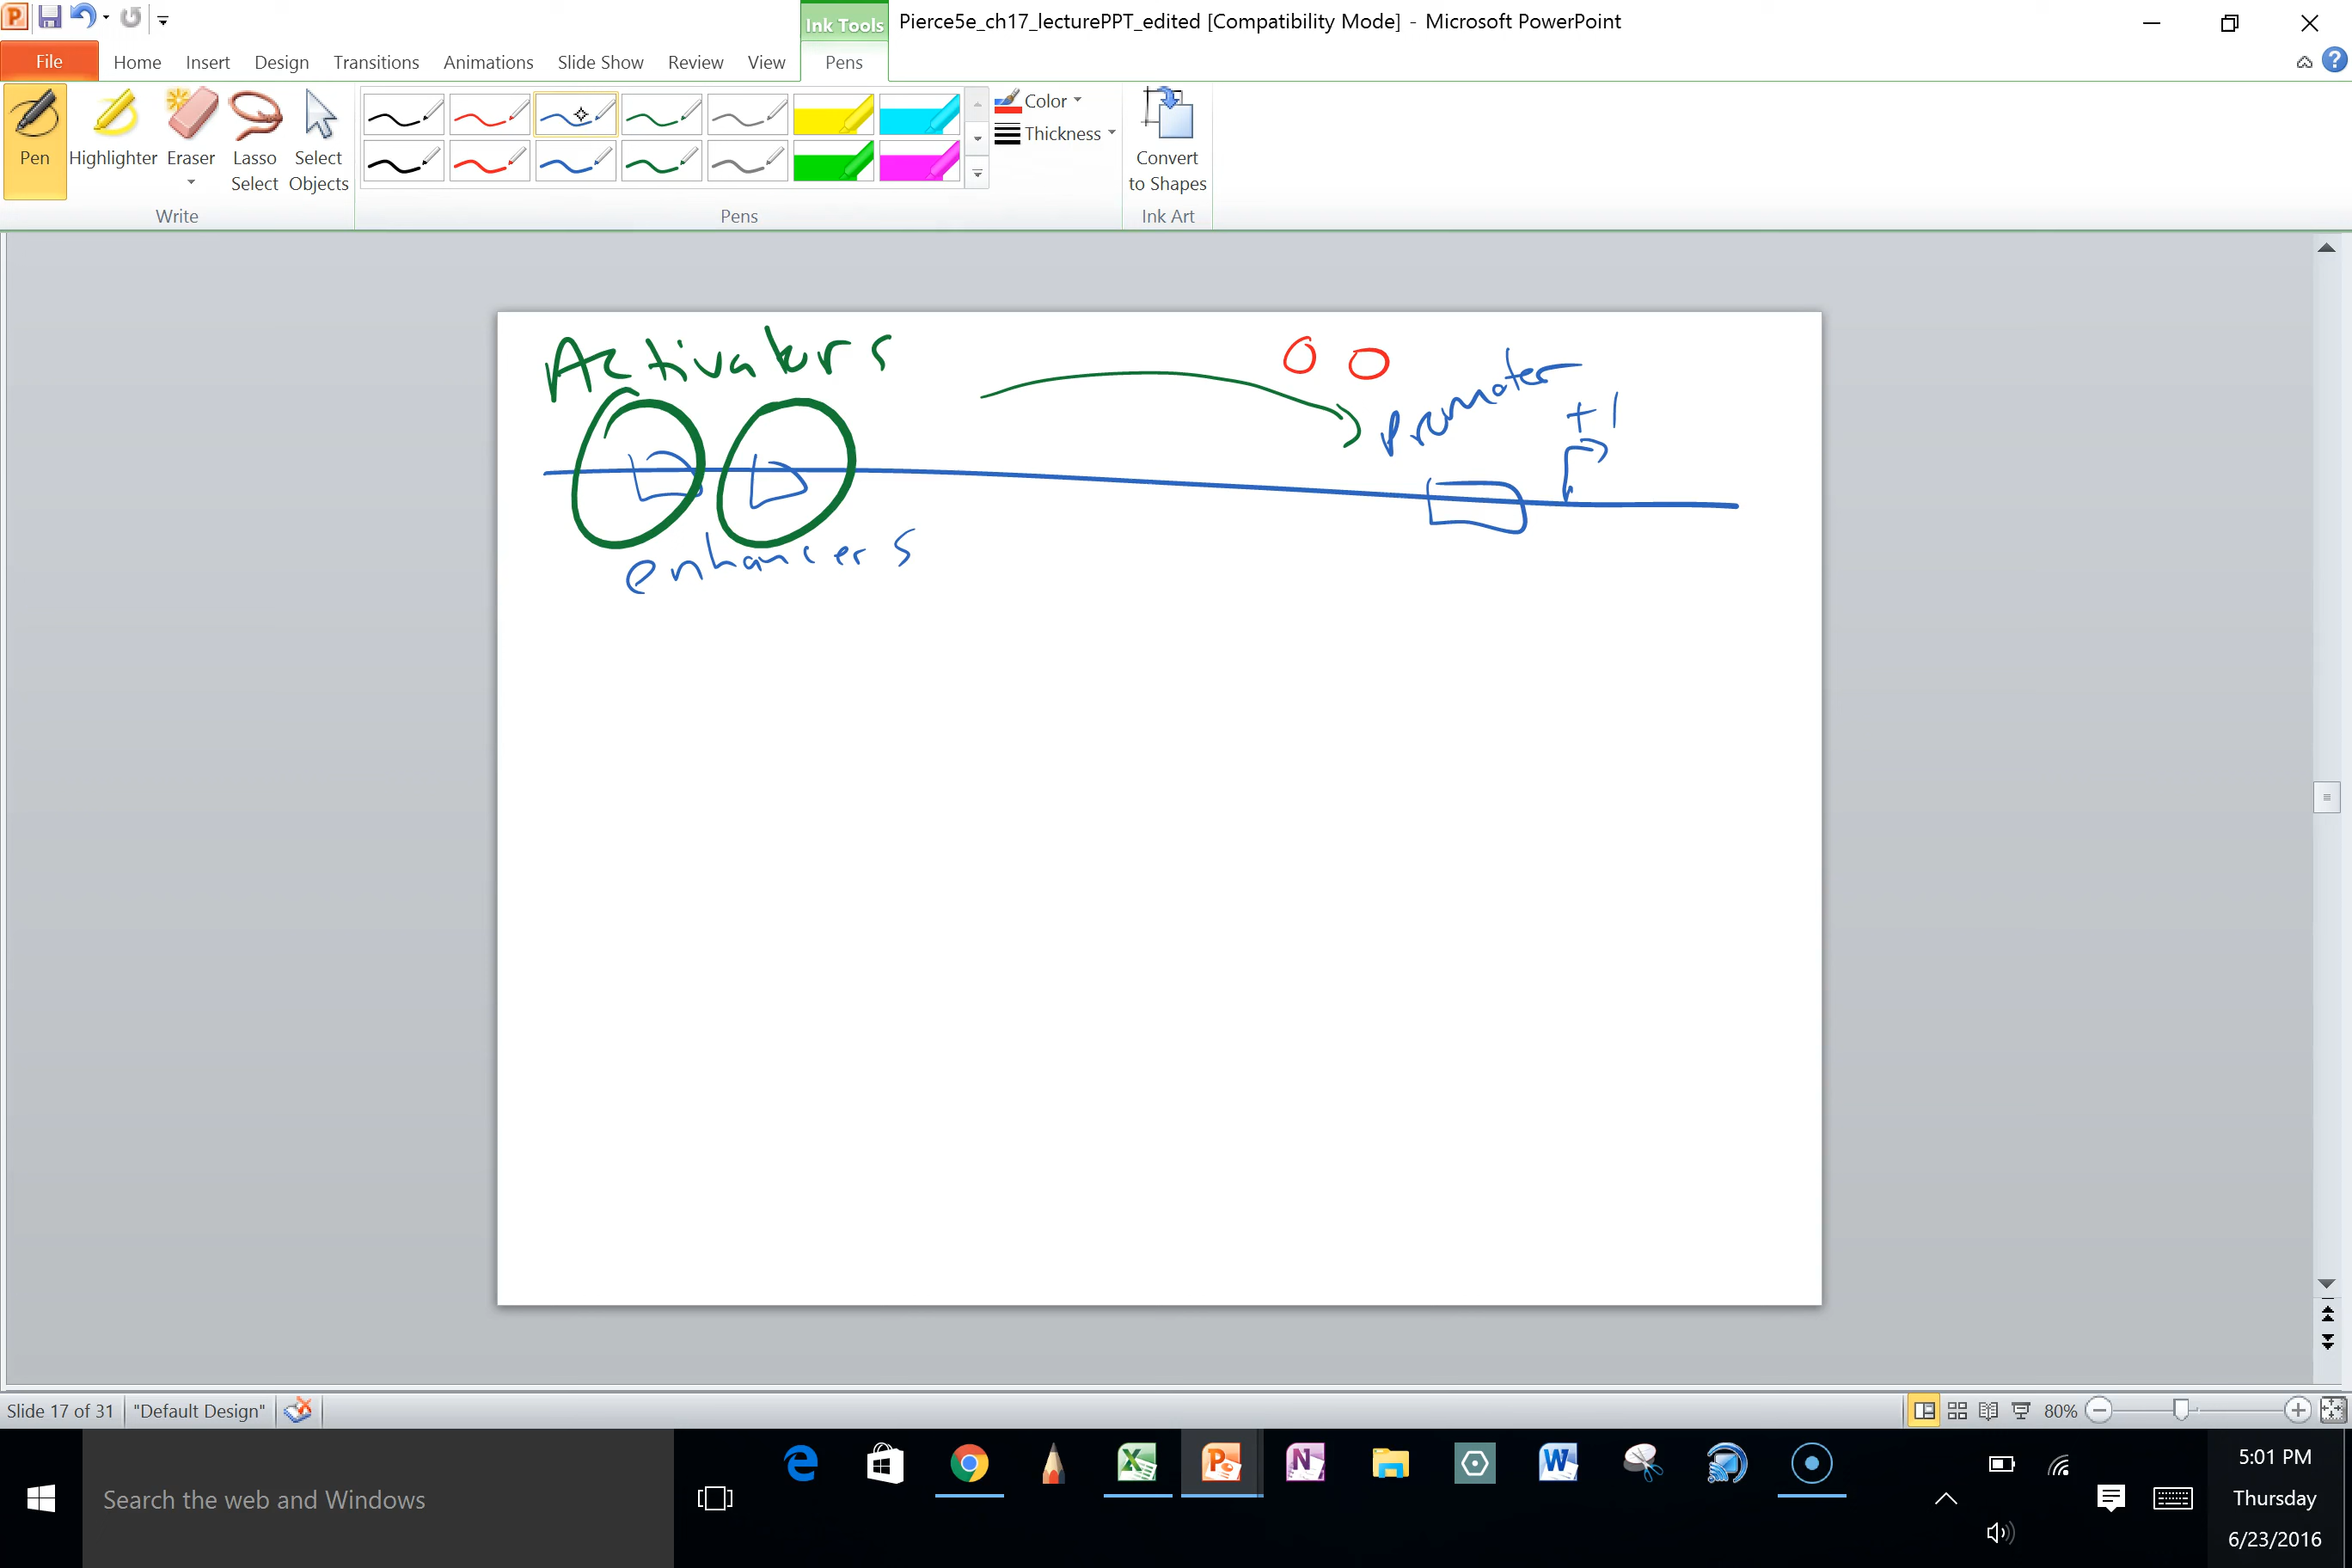 Ink Tools
Pierce5e_ch17_lecturePPT_edited [Compatibility Mode] - Microsoft PowerPoint
File Home Insert Design Transitions Animations Slide Show Review View Pens
Pen Highlighter Eraser Lasso Select Select Objects
Color
Thickness
Convert to Shapes
Write Pens Ink Art
Activators
promoter
+1
enhancers
Slide 17 of 31 "Default Design" 80%
Search the web and Windows
5:01 PM
Thursday
6/23/2016